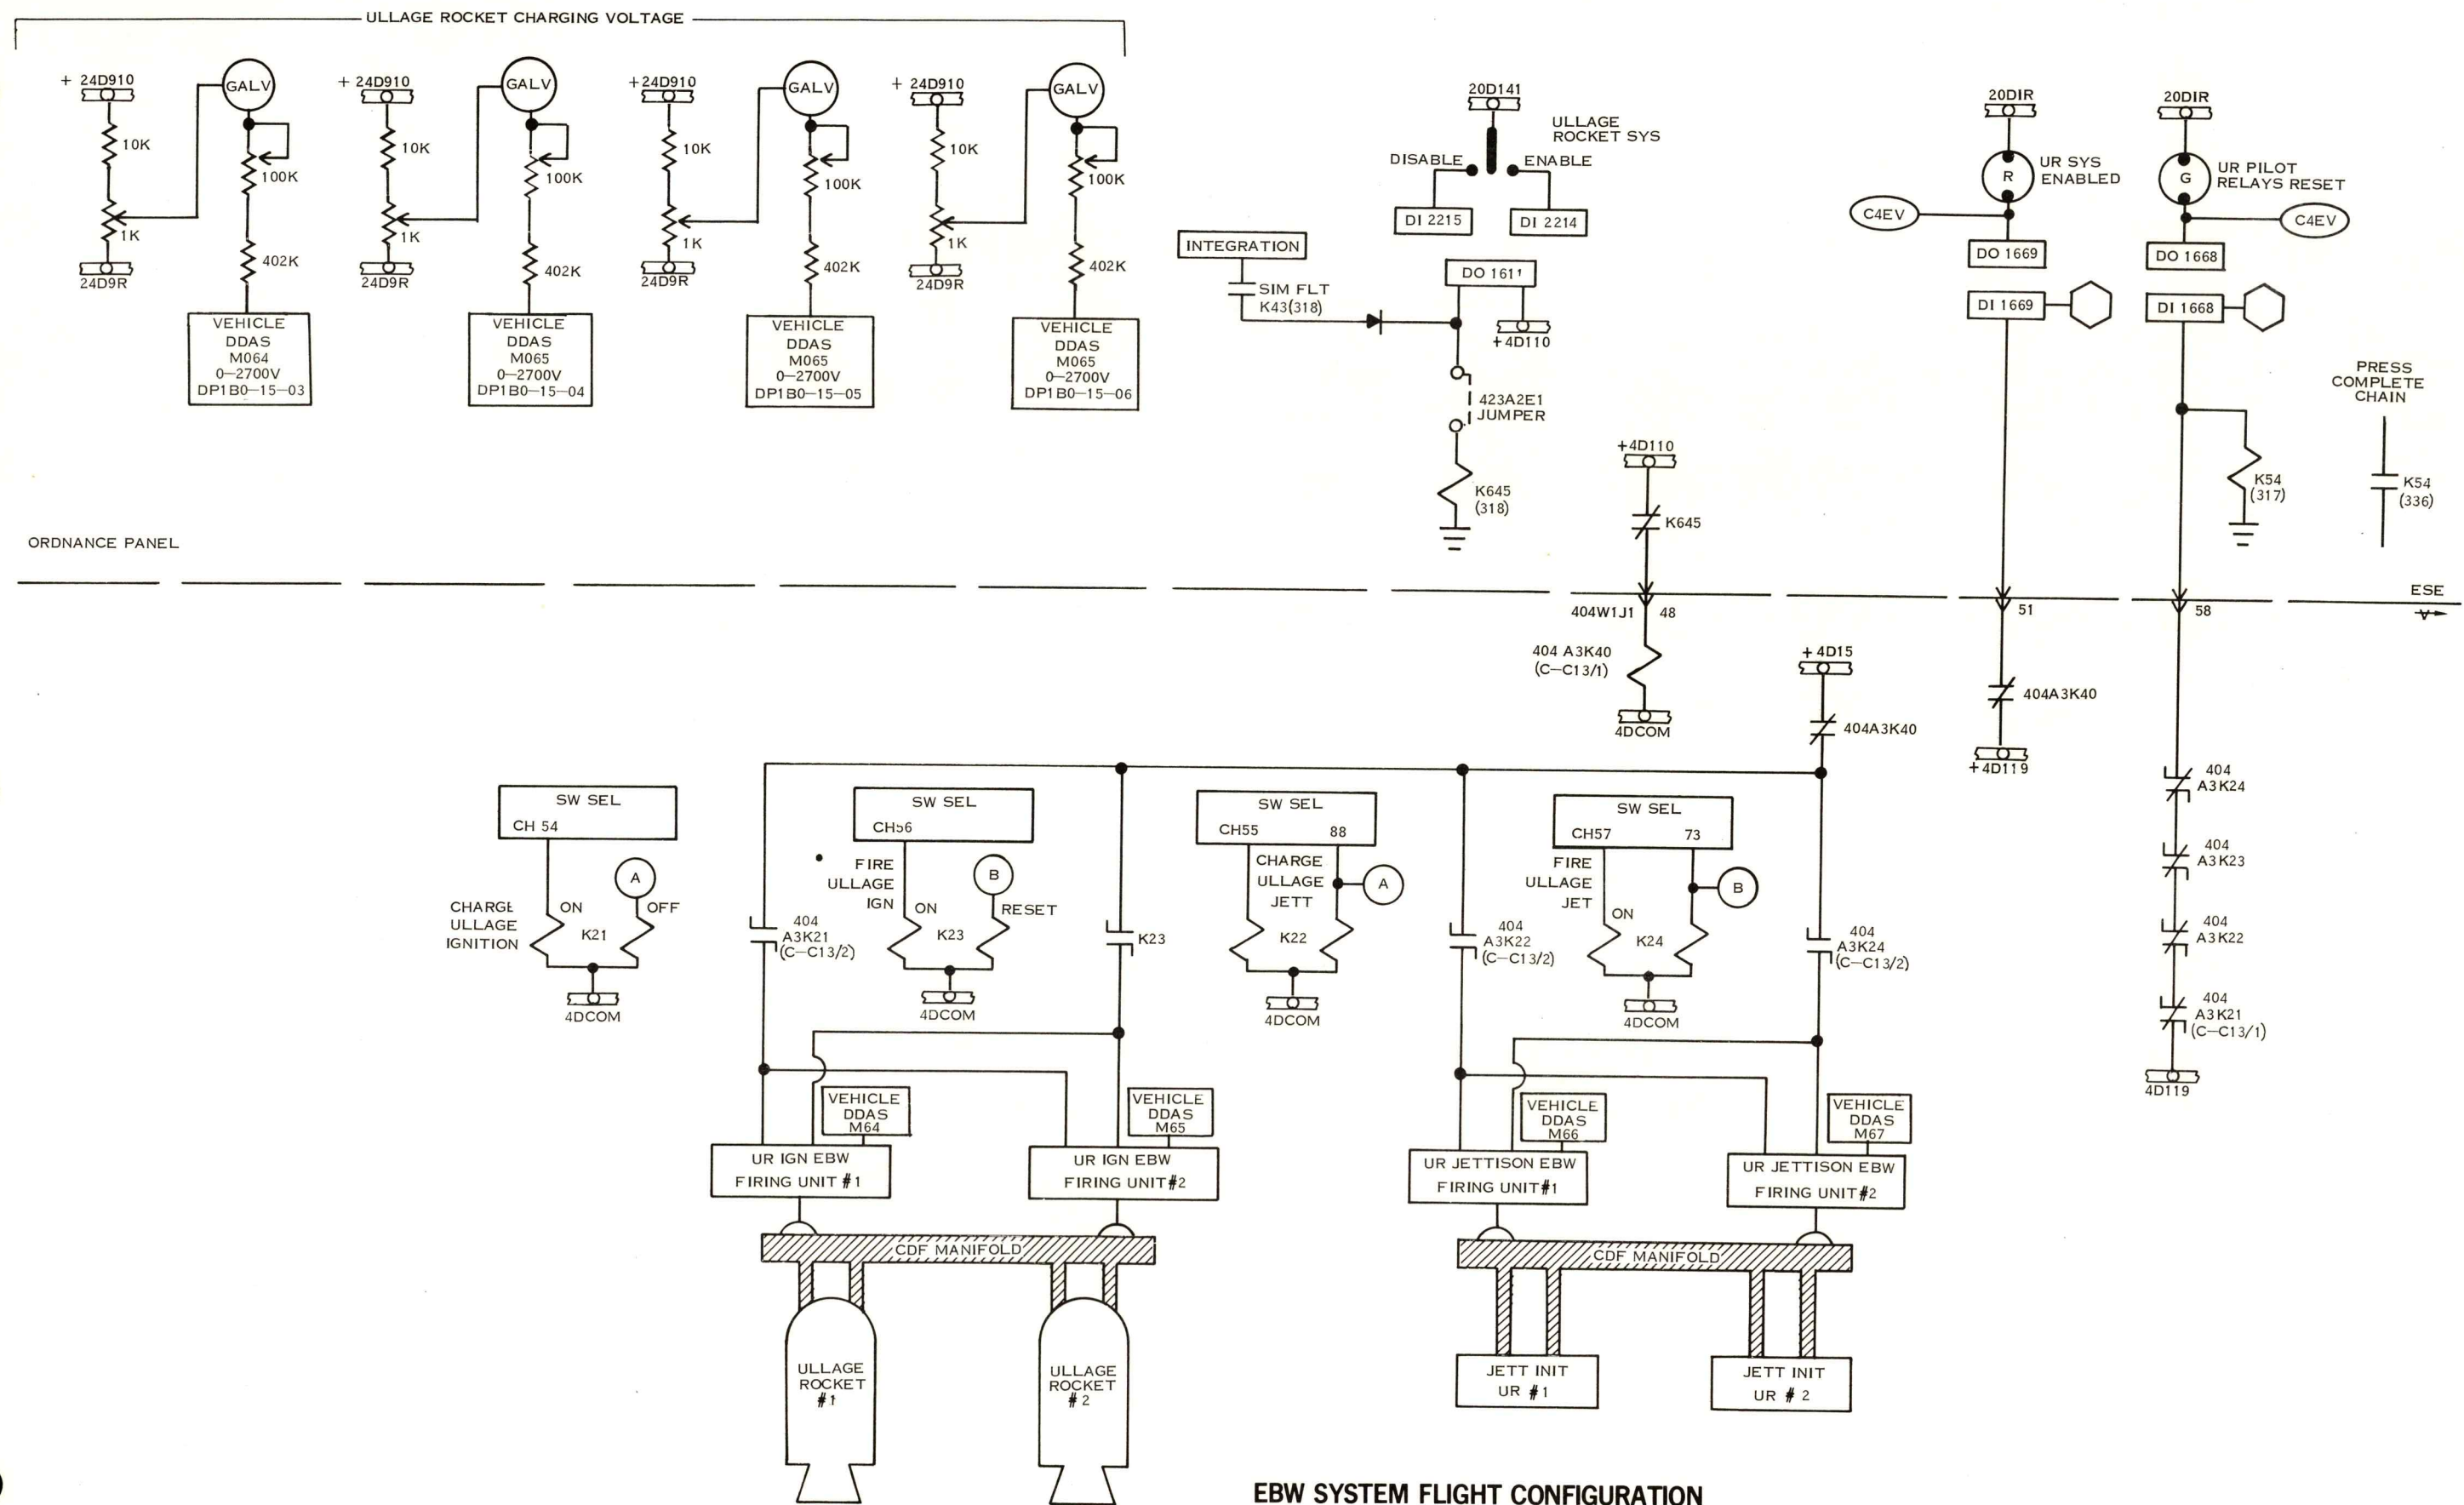 ULLAGE ROCKET CHARGING VOLTAGE
+ 24D910
GALV
10K
100K
1K
402K
24D9R
VEHICLE
DDAS
M064
0—2700V
DP1B0—15—03
+ 24D910
GALV
10K
100K
1K
402K
24D9R
VEHICLE
DDAS
M065
0—2700V
DP1B0—15—04
+24D910
GALV
10K
100K
1K
402K
24D9R
VEHICLE
DDAS
M065
0—2700V
DP1B0—15—05
+ 24D910
GALV
10K
100K
1K
402K
24D9R
VEHICLE
DDAS
M065
0—2700V
DP1B0—15—06
20D141
ULLAGE
ROCKET SYS
DISABLE
ENABLE
DI 2215
DI 2214
INTEGRATION
SIM FLT
K43(318)
DO 1611
+4D110
423A2E1
JUMPER
K645
(318)
+4D110
K645
20DIR
R
UR SYS
ENABLED
C4EV
DO 1669
DI 1669
20DIR
G
UR PILOT
RELAYS RESET
C4EV
DO 1668
DI 1668
K54
(317)
PRESS
COMPLETE
CHAIN
K54
(336)
ORDNANCE PANEL
ESE
V
404W1J1
48
51
58
404 A3K40
(C—C13/1)
4DCOM
+ 4D15
404A3K40
404A3K40
+4D119
404
A3K24
404
A3K23
404
A3K22
404
A3K21
(C—C13/1)
4D119
SW SEL
CH 54
CHARGE
ULLAGE
IGNITION
ON
K21
A
OFF
4DCOM
404
A3K21
(C—C13/2)
SW SEL
CH56
FIRE
ULLAGE
IGN
ON
K23
B
RESET
4DCOM
K23
SW SEL
CH55
88
CHARGE
ULLAGE
JETT
A
K22
4DCOM
404
A3K22
(C—C13/2)
SW SEL
CH57
73
FIRE
ULLAGE
JET
ON
B
K24
4DCOM
404
A3K24
(C—C13/2)
VEHICLE
DDAS
M64
VEHICLE
DDAS
M65
VEHICLE
DDAS
M66
VEHICLE
DDAS
M67
UR IGN EBW
FIRING UNIT #1
UR IGN EBW
FIRING UNIT#2
UR JETTISON EBW
FIRING UNIT#1
UR JETTISON EBW
FIRING UNIT#2
CDF MANIFOLD
CDF MANIFOLD
ULLAGE
ROCKET
#1
ULLAGE
ROCKET
# 2
JETT INIT
UR #1
JETT INIT
UR # 2
EBW SYSTEM FLIGHT CONFIGURATION